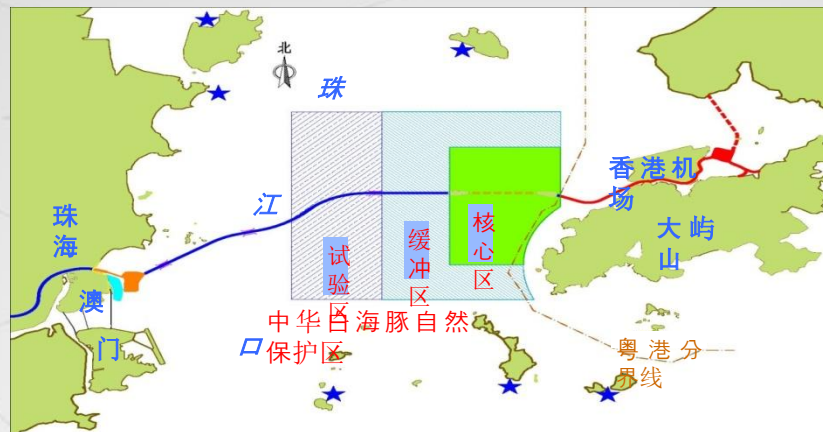 北
珠
江
口
珠
海
澳
门
试
验
区
缓
冲
区
核
心
区
中华白海豚自然
保护区
香港机
场
大屿
山
粤港分
界线